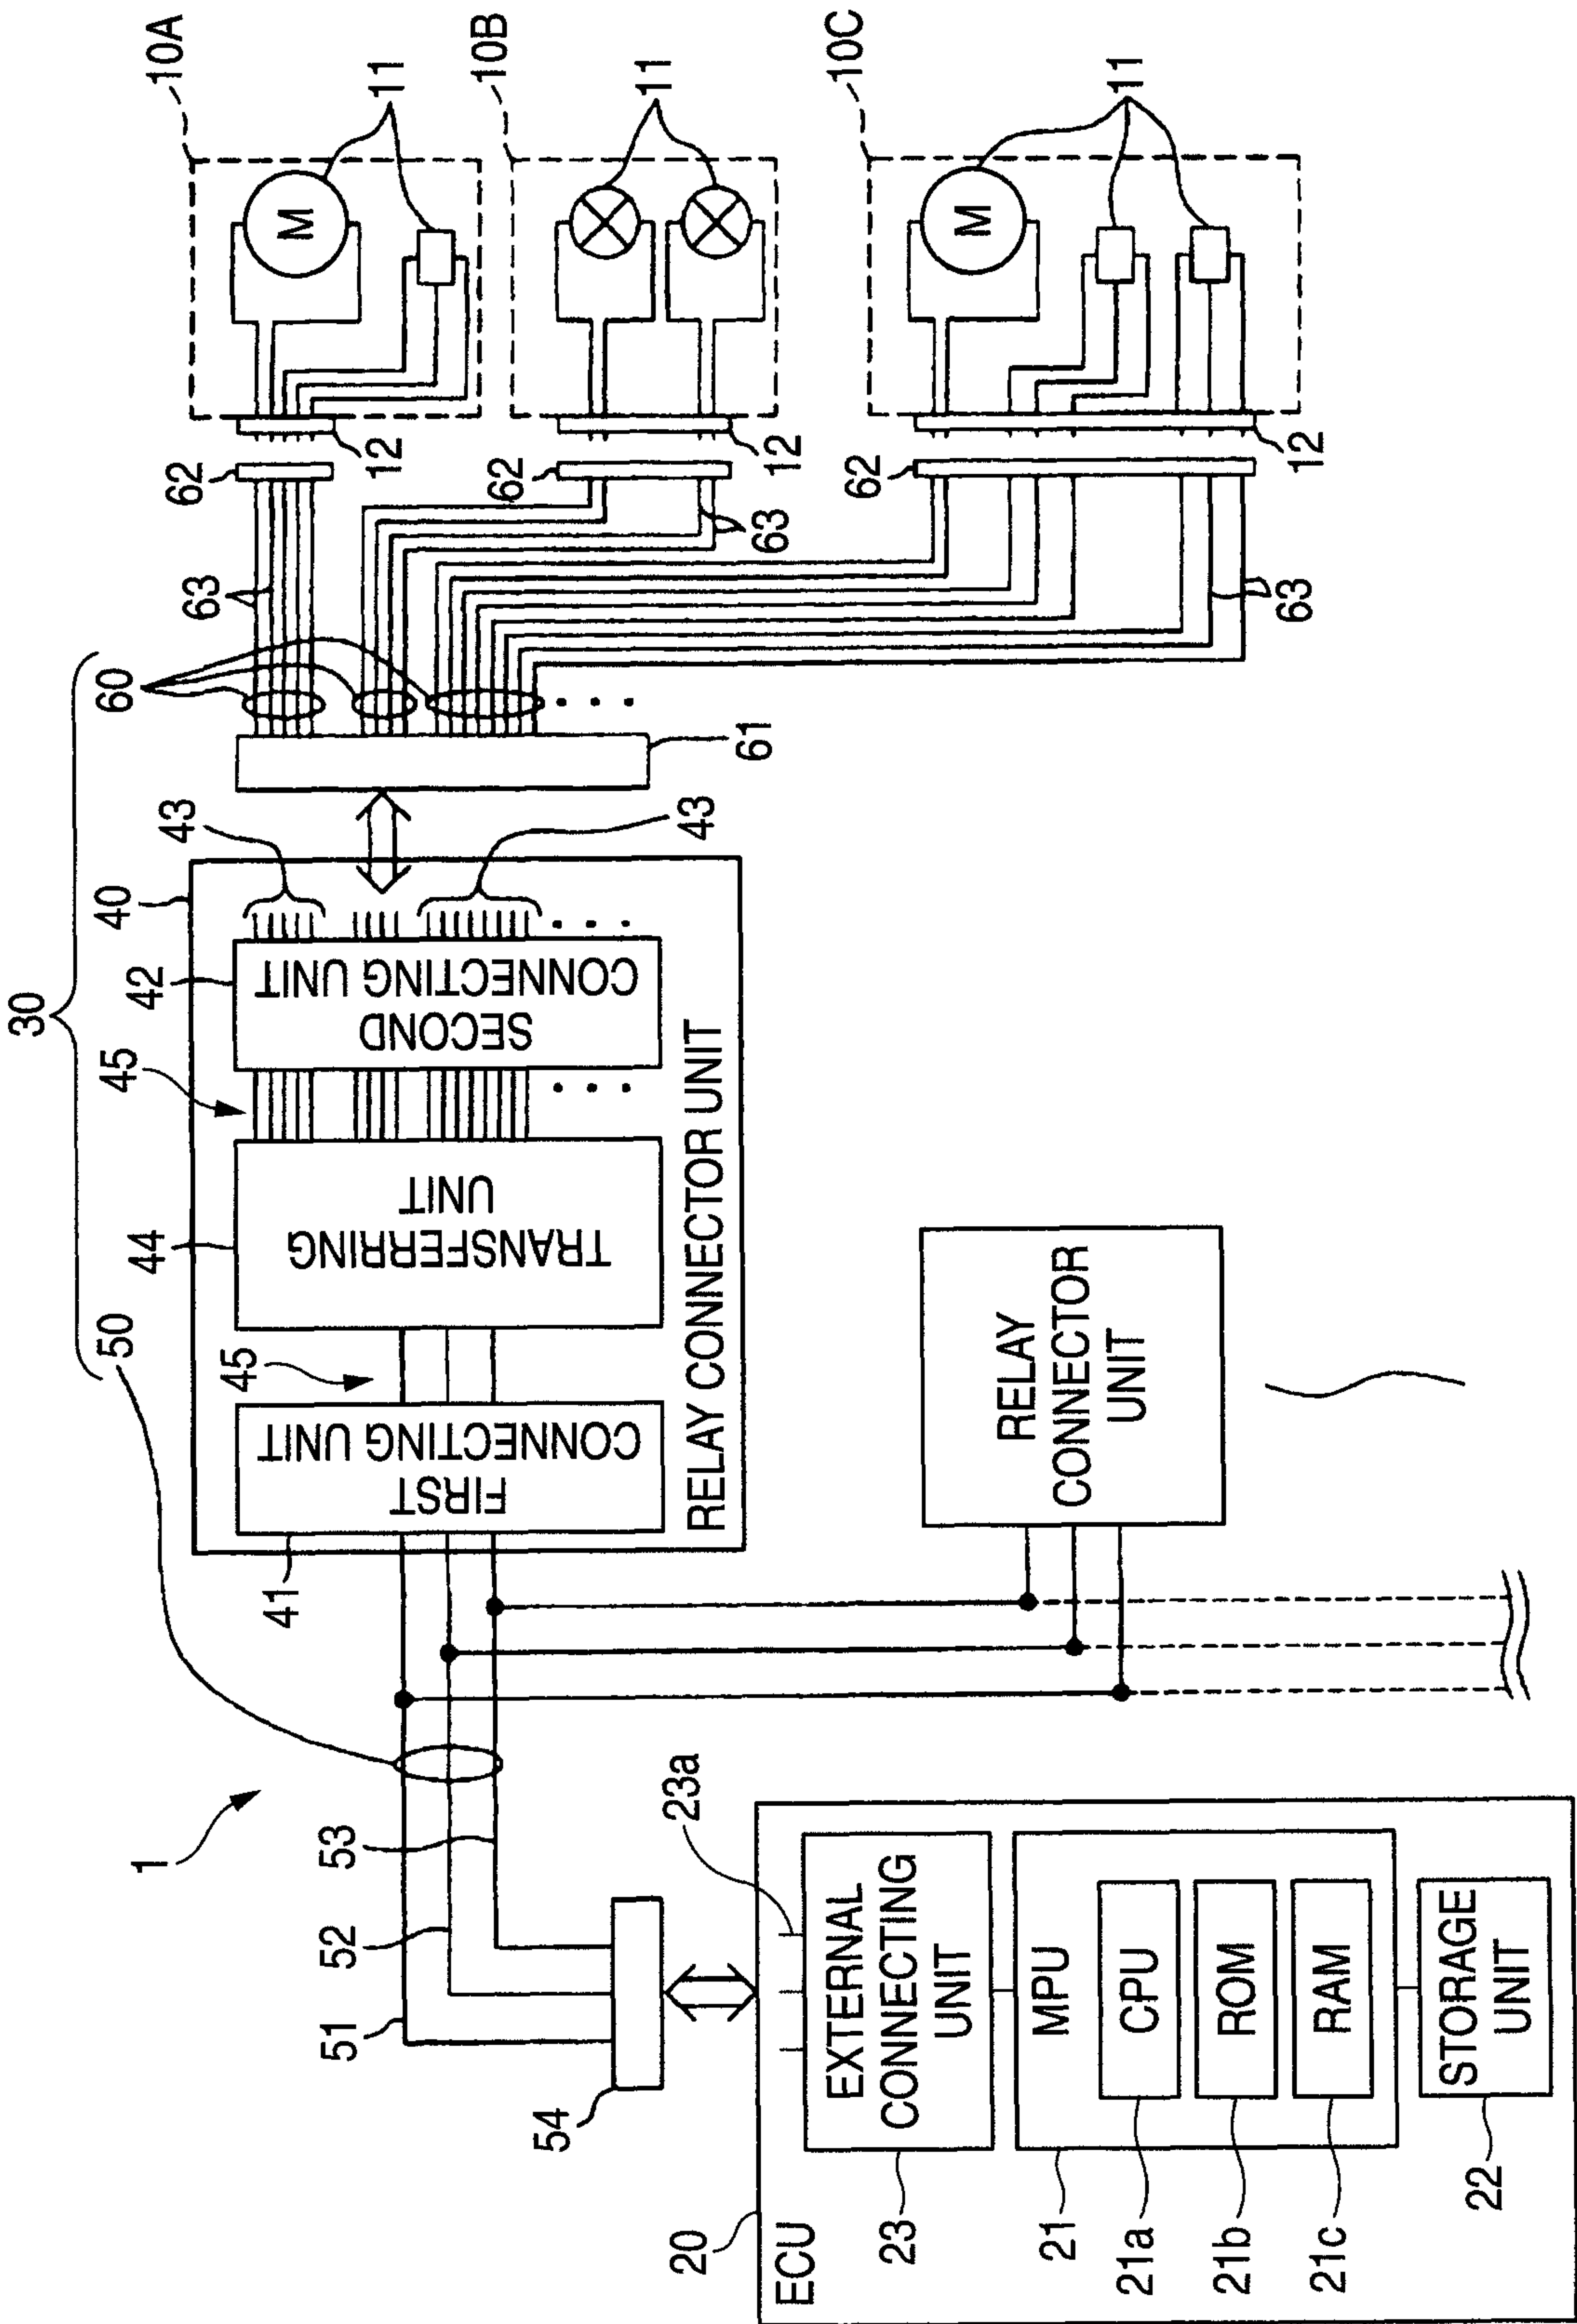 1
30
50
40
60
10A
10B
10C
11
11
11
12
12
12
62
62
62
63
63
63
61
43
43
42
45
44
45
41
SECOND
CONNECTING UNIT
TRANSFERRING
UNIT
FIRST
CONNECTING UNIT
RELAY CONNECTOR UNIT
M
M
RELAY
CONNECTOR
UNIT
51
52
53
54
23a
20
ECU
EXTERNAL
CONNECTING
UNIT
23
MPU
21
CPU
21a
ROM
21b
RAM
21c
STORAGE
UNIT
22